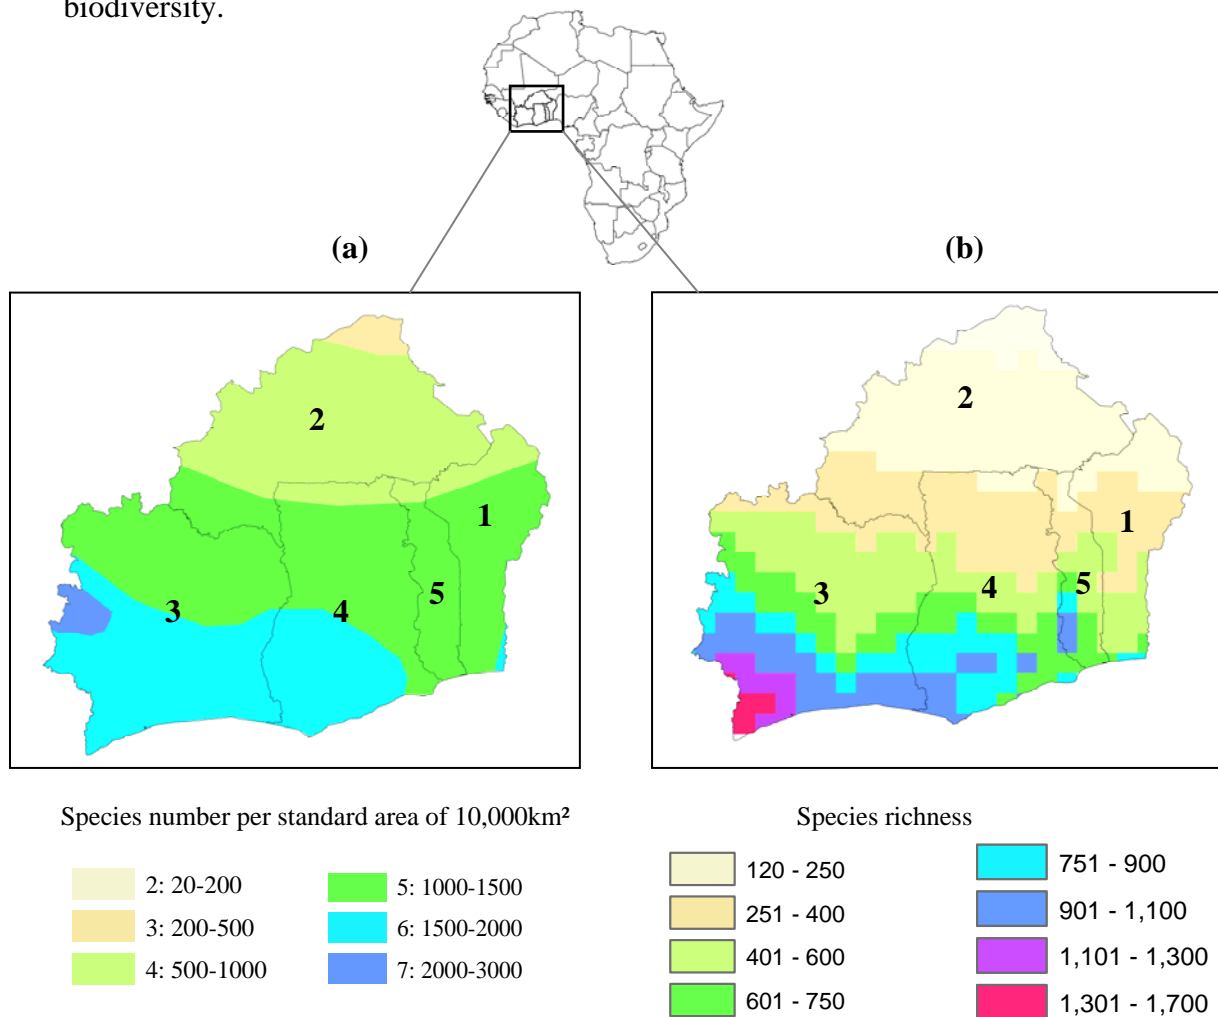 biodiversity.
(a)
(b)
2
1
3
4
5
2
1
3
4
5
Species number per standard area of 10,000km²
2: 20-200
3: 200-500
4: 500-1000
5: 1000-1500
6: 1500-2000
7: 2000-3000
Species richness
120 - 250
251 - 400
401 - 600
601 - 750
751 - 900
901 - 1,100
1,101 - 1,300
1,301 - 1,700